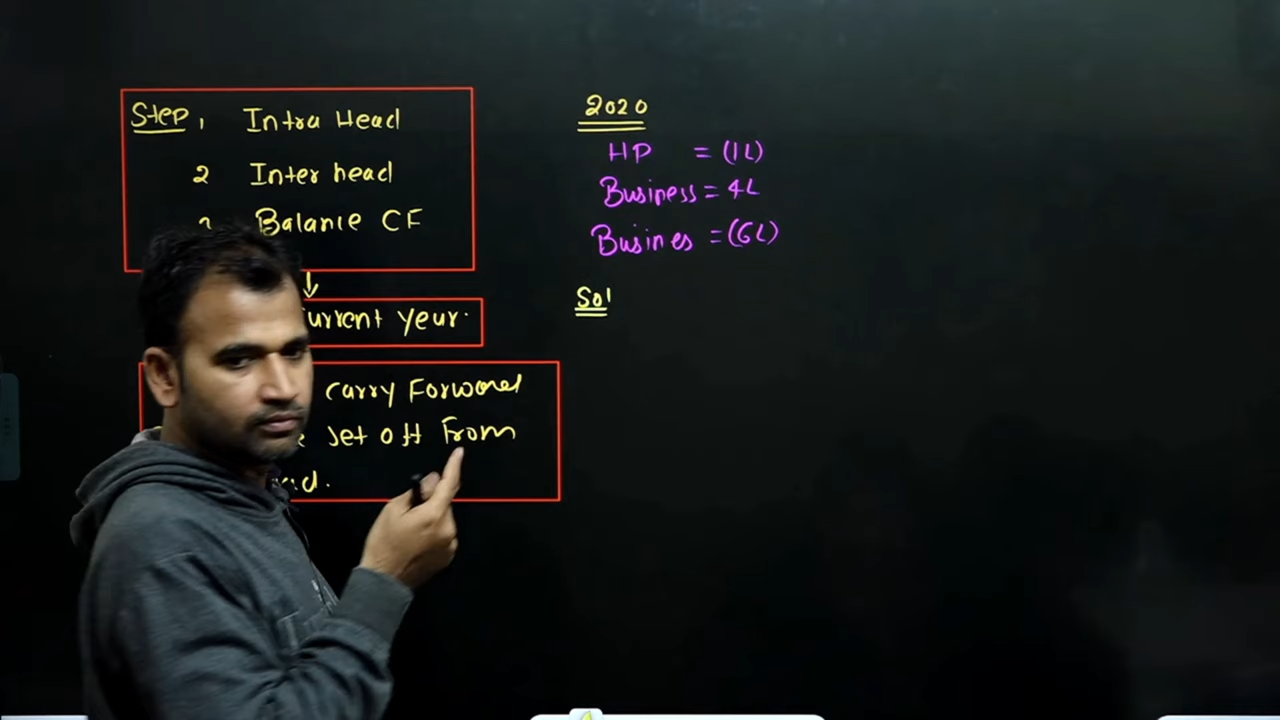 Step 1 Intra Head
2 Inter head
Balance CF
urrent year.
carry Forward
set off From
2020
HP = (1L)
Business = 4L
Busines = (6L)
Sol